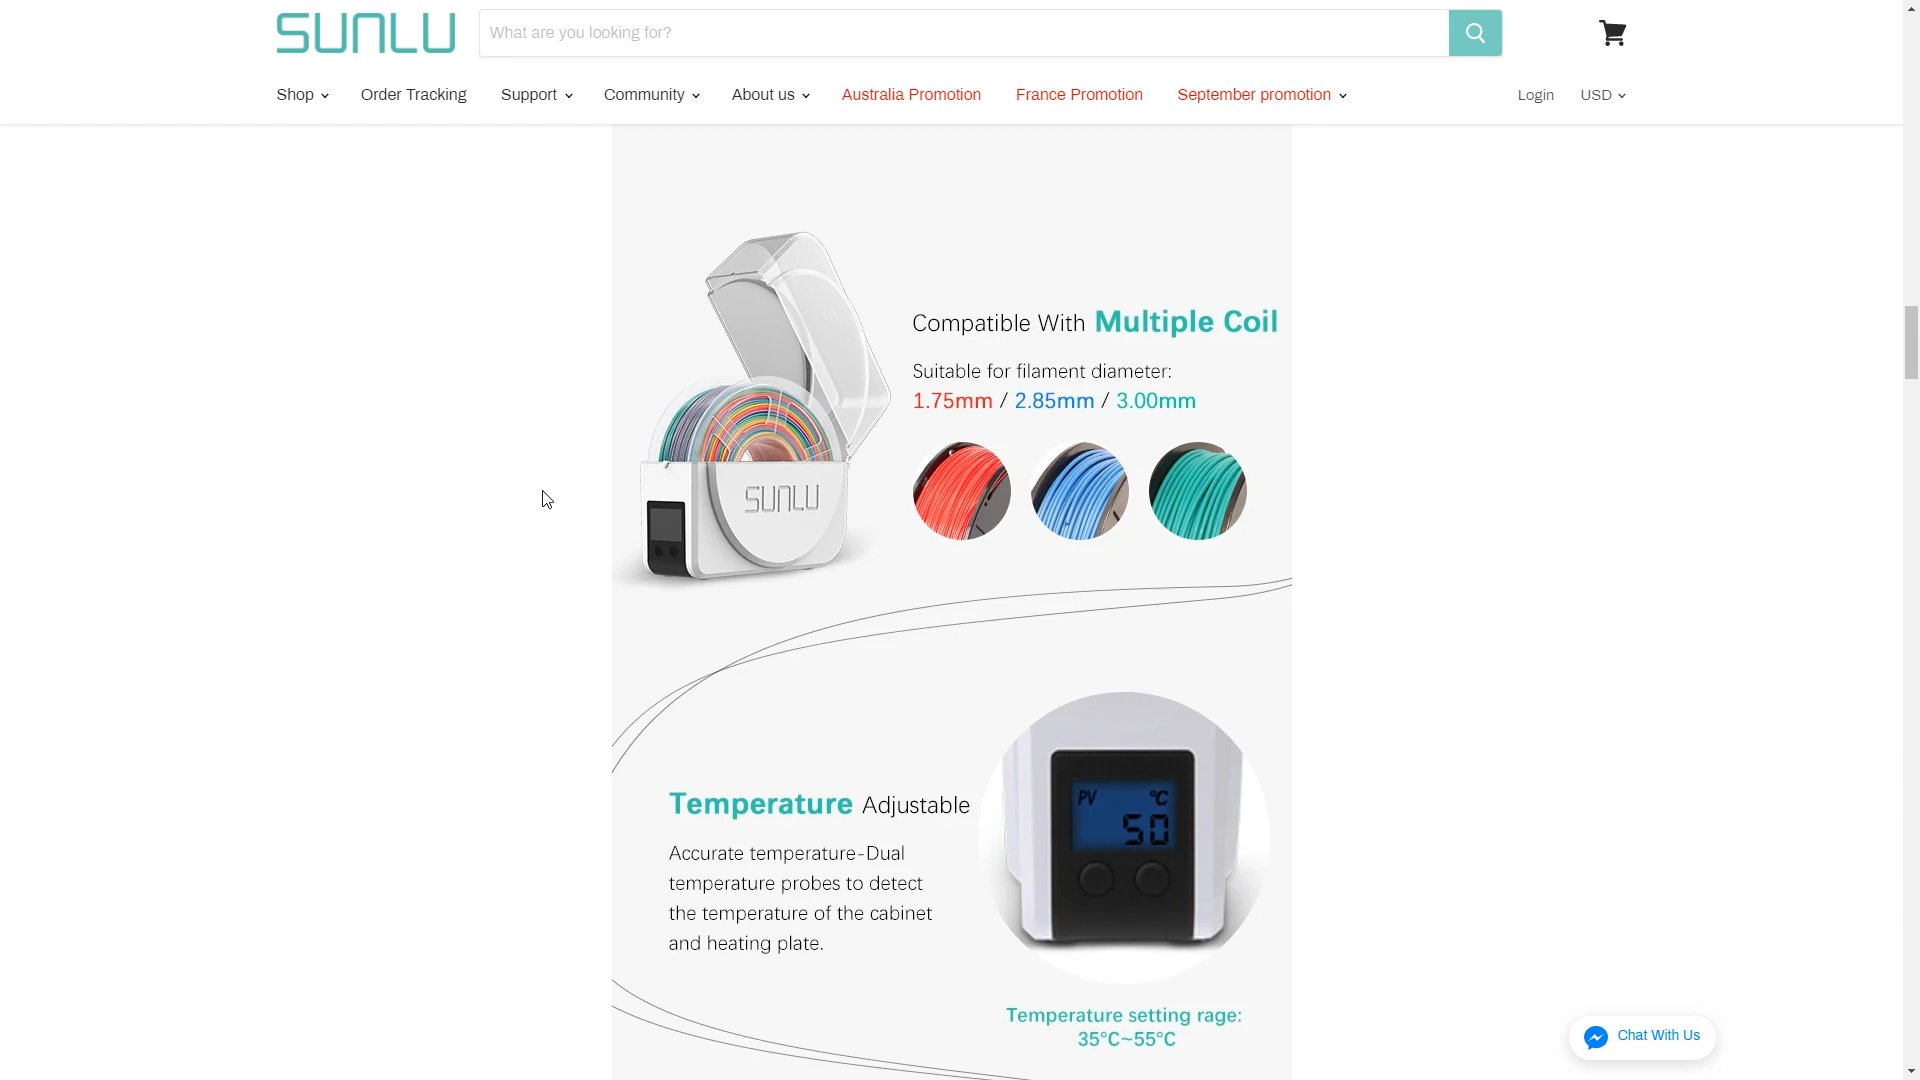 SUNLU
What are you looking for?
Shop
Order Tracking
Support
Community
About us
Australia Promotion
France Promotion
September promotion
Login
USD
Compatible With Multiple Coil
Suitable for filament diameter:
1.75mm / 2.85mm / 3.00mm
SUNLU
PV °C
50
Temperature Adjustable
Accurate temperature-Dual
temperature probes to detect
the temperature of the cabinet
and heating plate.
Temperature setting rage:
35°C~55°C
Chat With Us